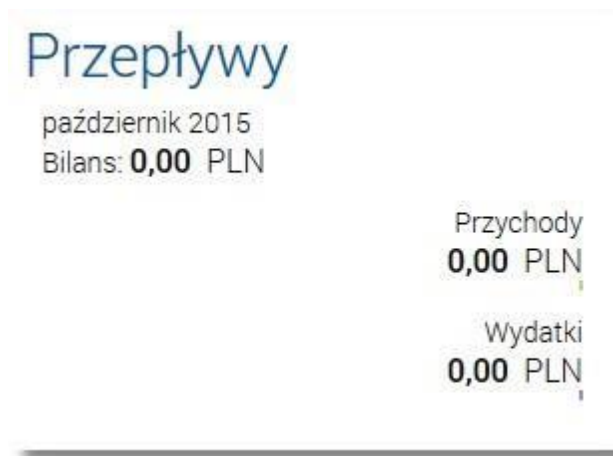 Przepływy
październik 2015
Bilans: 0,00 PLN
Przychody
0,00 PLN
Wydatki
0,00 PLN